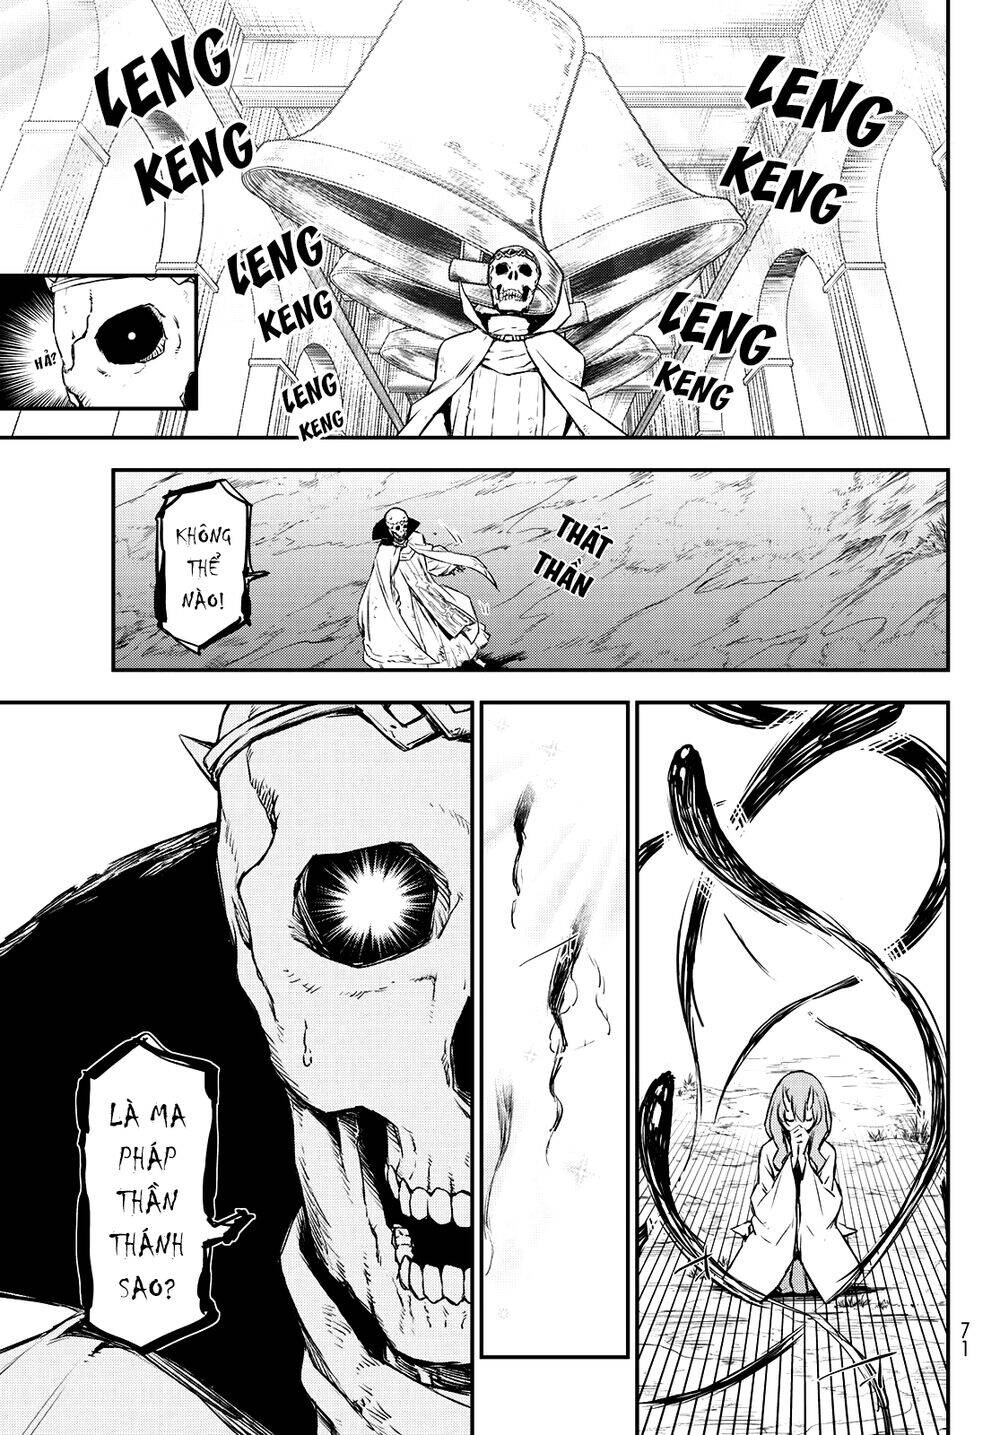 LENG
KENG
LENG
KENG
LENG
KENG
LENG
KENG
LENG
KENG
HẢ?
THẤT
THẦN
KHÔNG
THỂ
NÀO!
LÀ MA
PHÁP
THẦN
THÁNH
SAO?
71